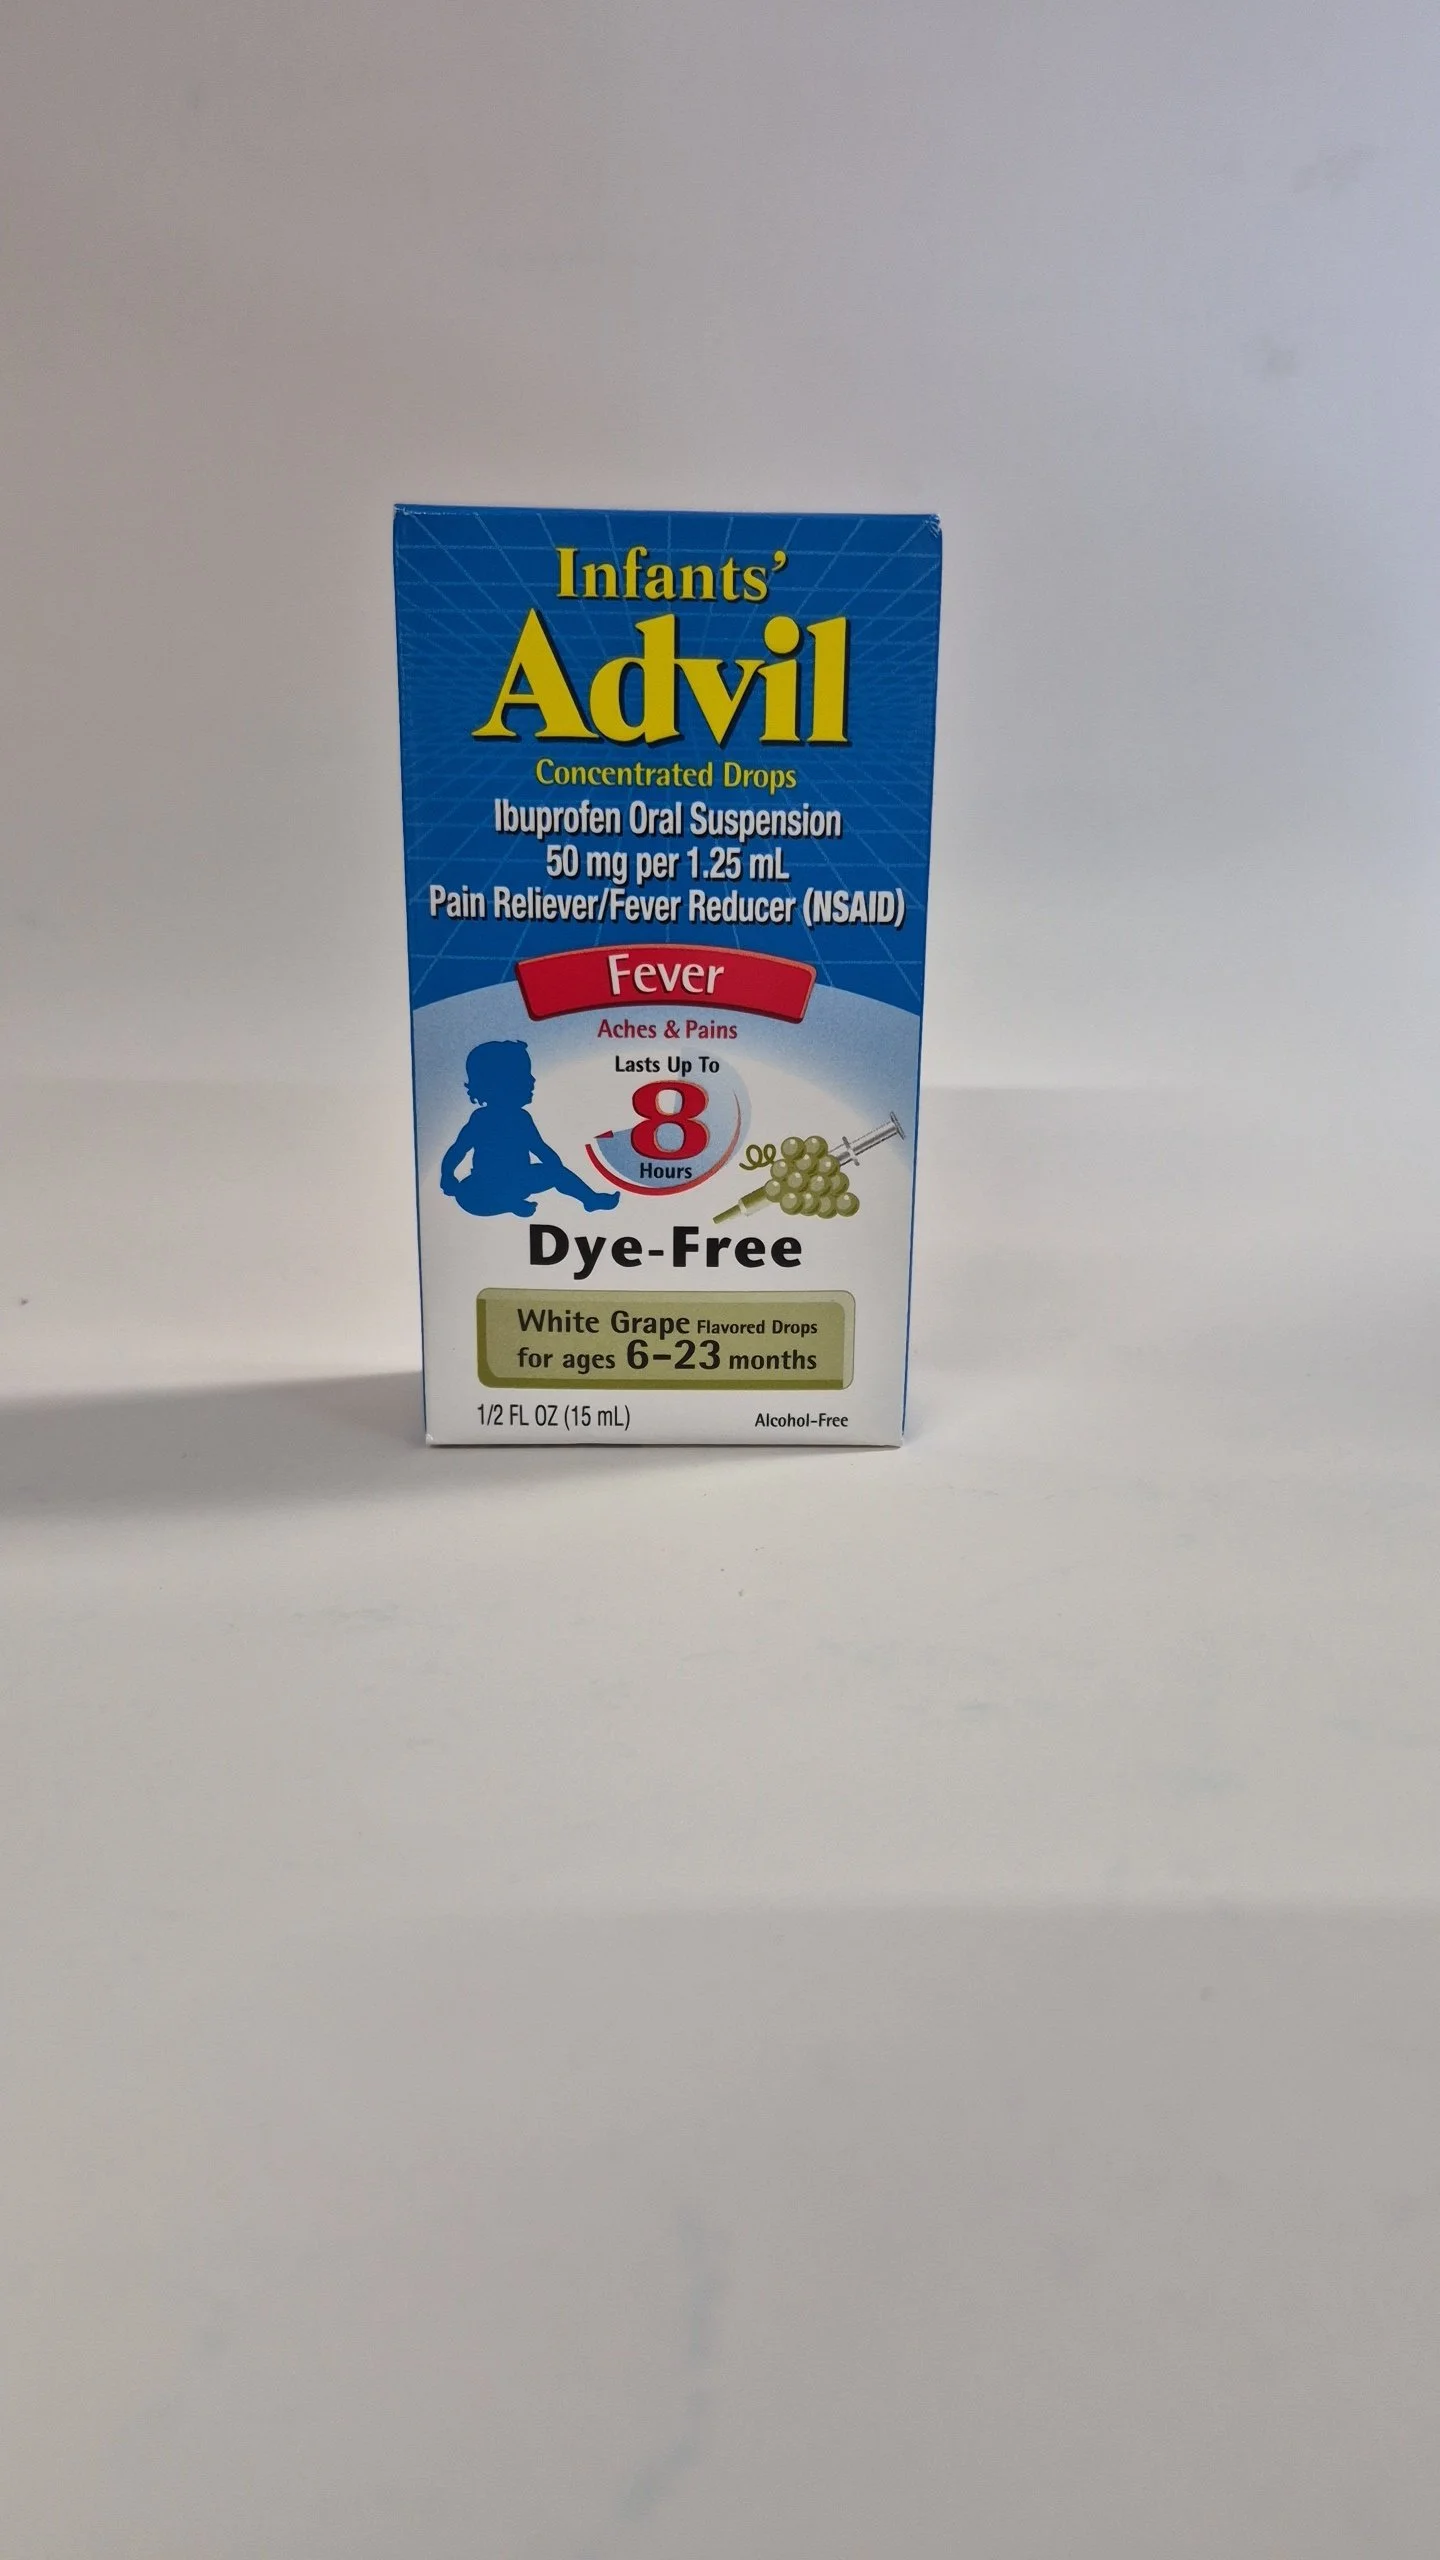 Infants’
Advil
Concentrated Drops
Ibuprofen Oral Suspension
50 mg per 1.25 mL
Pain Reliever/Fever Reducer (NSAID)
Fever
Aches & Pains
Lasts Up To
8
Hours
Dye-Free
White Grape Flavored Drops
for ages 6–23 months
1/2 FL OZ (15 mL)
Alcohol-Free